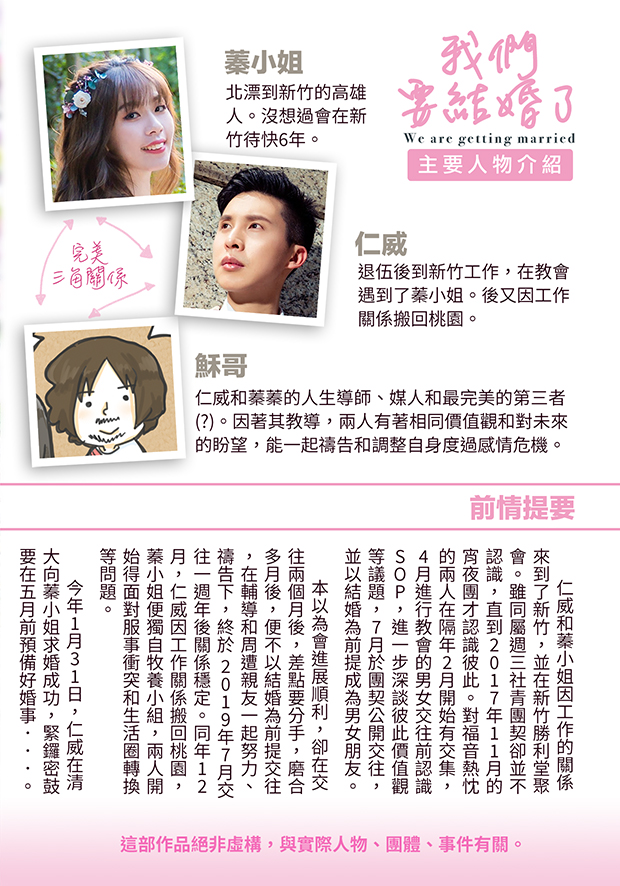 我們
要結婚了
We are getting married
主要人物介紹
蓁小姐
北漂到新竹的高雄
人。沒想過會在新
竹待快6年。
仁威
退伍後到新竹工作，在教會
遇到了蓁小姐。後又因工作
關係搬回桃園。
完美
三角關係
穌哥
仁威和蓁蓁的人生導師、媒人和最完美的第三者
(?)。因著其教導，兩人有著相同價值觀和對未來
的盼望，能一起禱告和調整自身度過感情危機。
前情提要
仁威和蓁小姐因工作的關係
來到了新竹，並在新竹勝利堂聚
會。雖同屬週三社青團契卻並不
認識，直到2017年11月的
宵夜團才認識彼此。對福音熱忱
的兩人在隔年2月開始有交集，
4月進行教會的男女交往前認識
SOP，進一步深談彼此價值觀
等議題，7月於團契公開交往，
並以結婚為前提成為男女朋友。
本以為會進展順利，卻在交
往兩個月後，差點要分手，磨合
多月後，便不以結婚為前提交往
，在輔導和周遭親友一起努力、
禱告下，終於2019年7月交
往一週年後關係穩定。同年12
月，仁威因工作關係搬回桃園，
蓁小姐便獨自牧養小組，兩人開
始得面對服事衝突和生活圈轉換
等問題。
今年1月31日，仁威在清
大向蓁小姐求婚成功，緊鑼密鼓
要在五月前預備好婚事...。
這部作品絕非虛構，與實際人物、團體、事件有關。